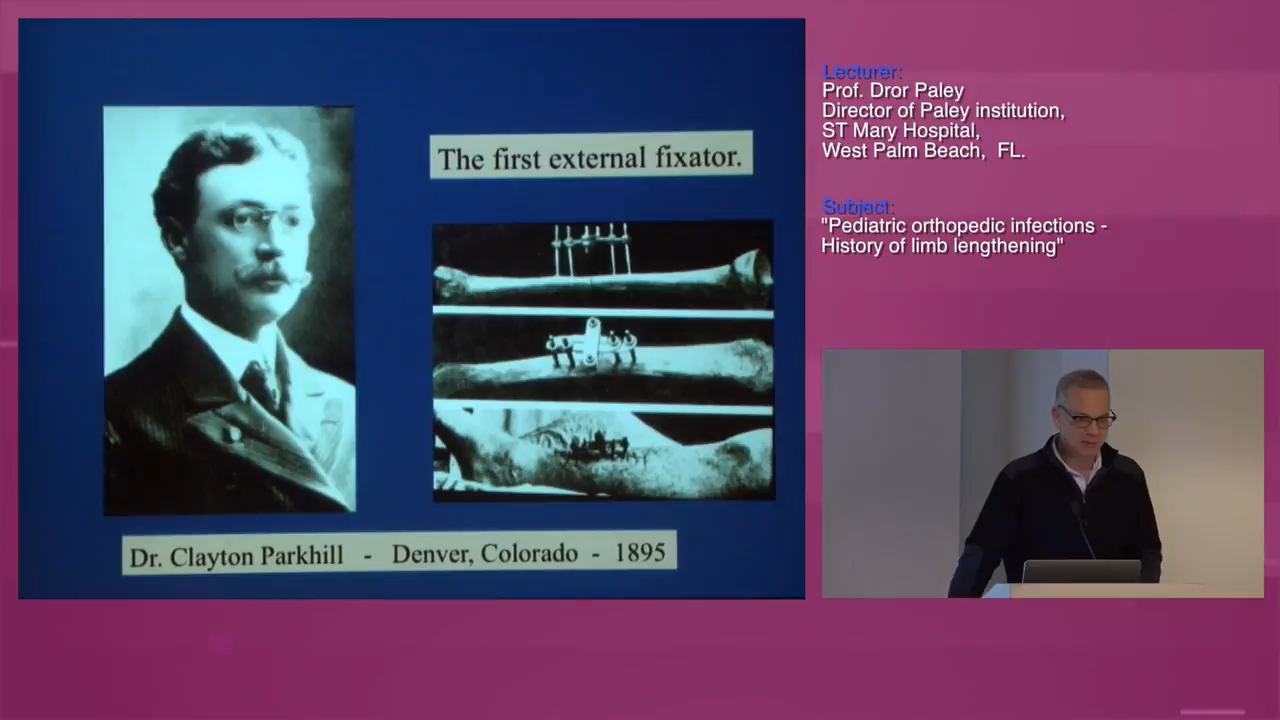 The first external fixator.
Dr. Clayton Parkhill - Denver, Colorado - 1895
Lecturer:
Prof. Dror Paley
Director of Paley institution,
ST Mary Hospital,
West Palm Beach, FL.
Subject:
"Pediatric orthopedic infections -
History of limb lengthening"